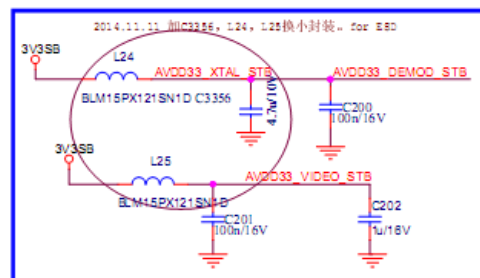 2014.11.11 加C3356，L24，L25换小封装。for ESD
3V3SB
L24
AVDD33_XTAL_STB
AVDD33_DEMOD_STB
BLM15PX121SN1D
C3356
4.7u/10V
C200
100n/16V
3V3SB
L25
AVDD33_VIDEO_STB
BLM15PX121SN1D
C201
100n/16V
C202
1u/16V